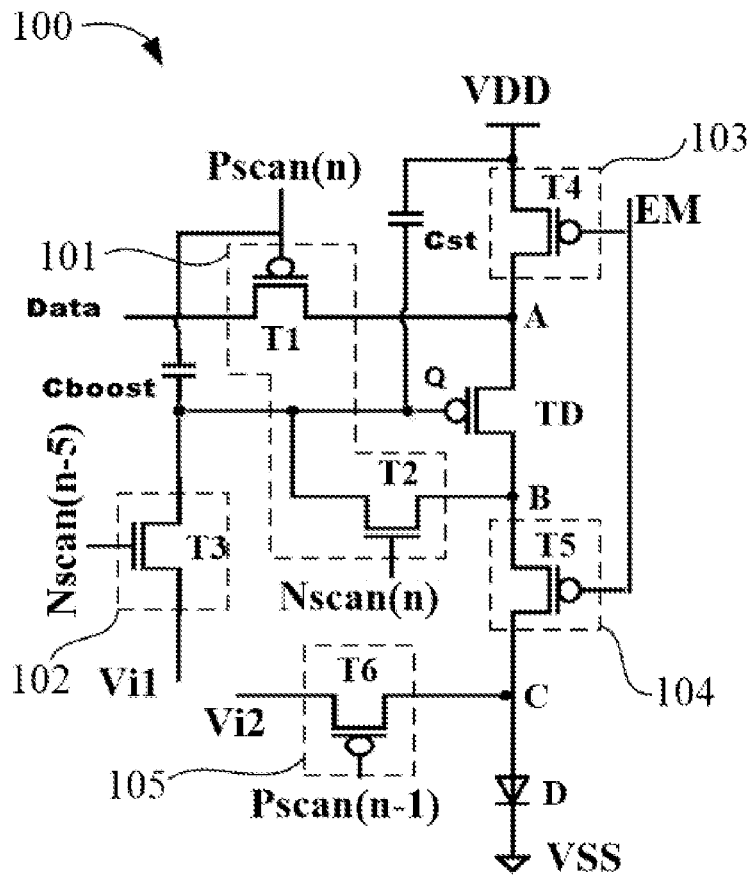 100
VDD
103
Pscan(n)
T4
EM
Cst
101
Data
T1
A
Cboost
Q
TD
Nscan(n-5)
T2
B
T3
T5
Nscan(n)
102
Vi1
T6
104
Vi2
C
105
Pscan(n-1)
D
VSS